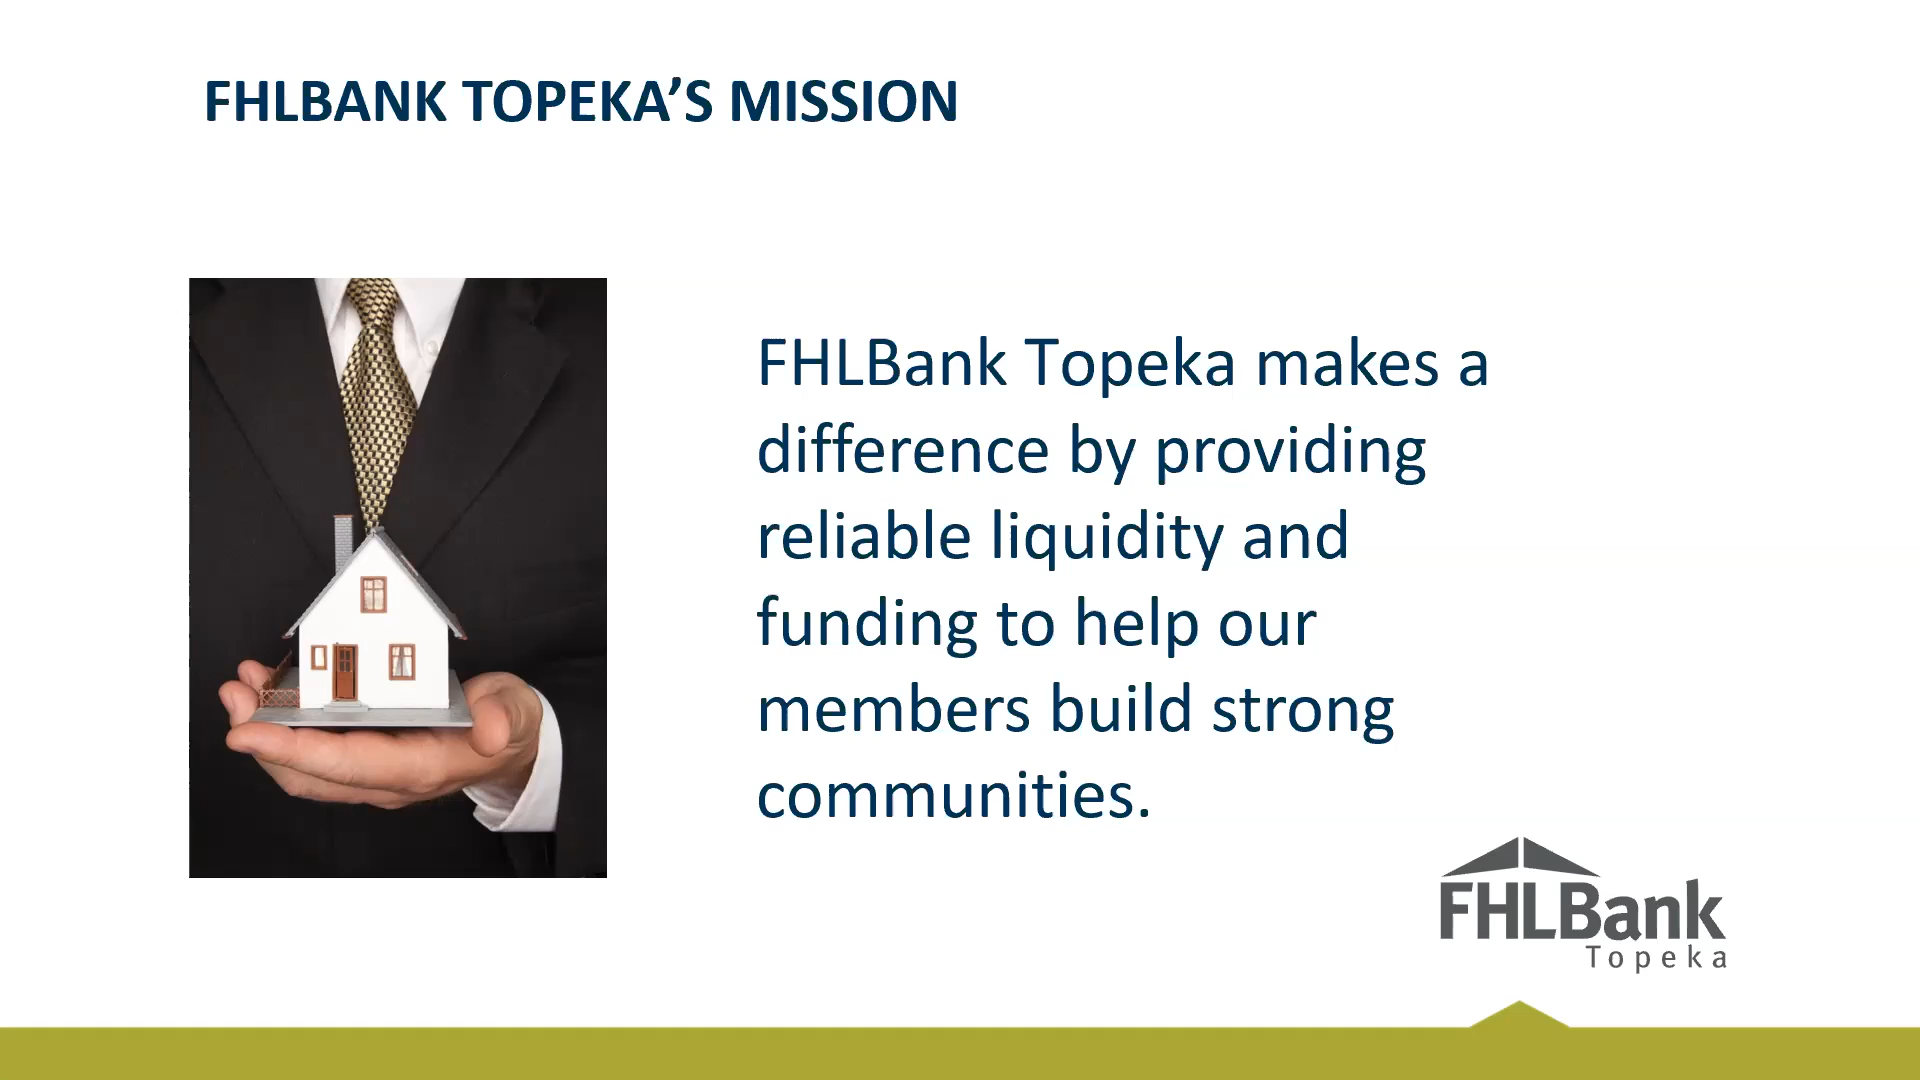 FHLBANK TOPEKA’S MISSION
FHLBank Topeka makes a
difference by providing
reliable liquidity and
funding to help our
members build strong
communities.
FHLBank
Topeka